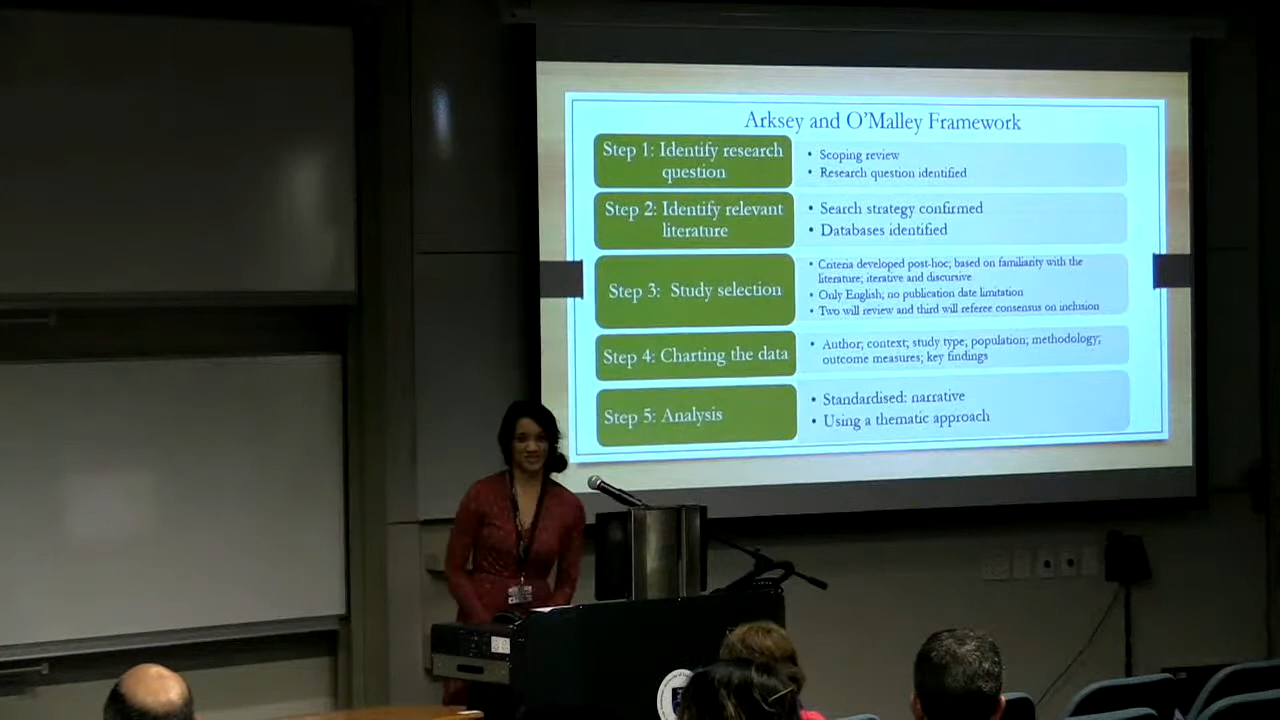 Arksey and O'Malley Framework
Step 1: Identify research
question
• Scoping review
• Research question identified
Step 2: Identify relevant
literature
• Search strategy confirmed
• Databases identified
Step 3: Study selection
• Criteria developed post-hoc; based on familiarity with the
literature; iterative and discursive
• Only English; no publication date limitation
• Two will review and third will referee consensus on inclusion
Step 4: Charting the data
• Author; context; study type; population; methodology;
outcome measures; key findings
Step 5: Analysis
• Standardised: narrative
• Using a thematic approach